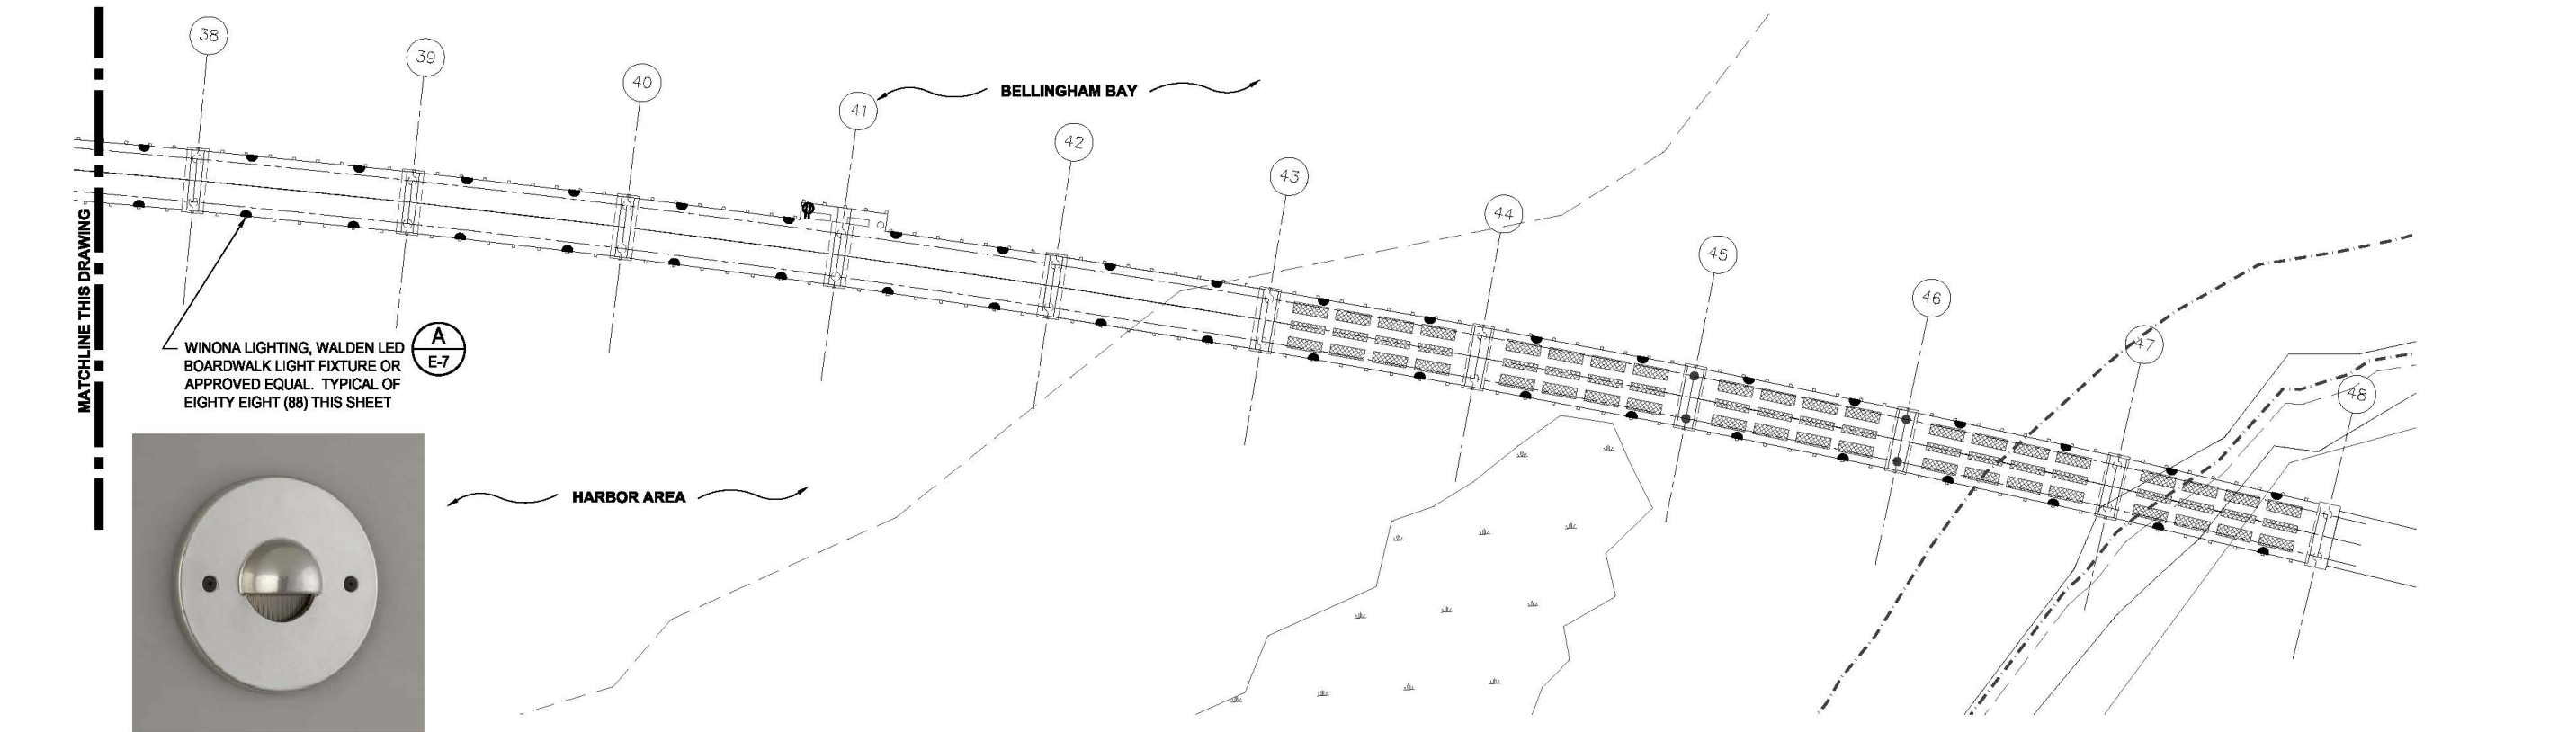 38
39
40
41
42
43
44
45
46
47
48
BELLINGHAM BAY
MATCHLINE THIS DRAWING
WINONA LIGHTING, WALDEN LED
BOARDWALK LIGHT FIXTURE OR
APPROVED EQUAL. TYPICAL OF
EIGHTY EIGHT (88) THIS SHEET
A
E-7
HARBOR AREA